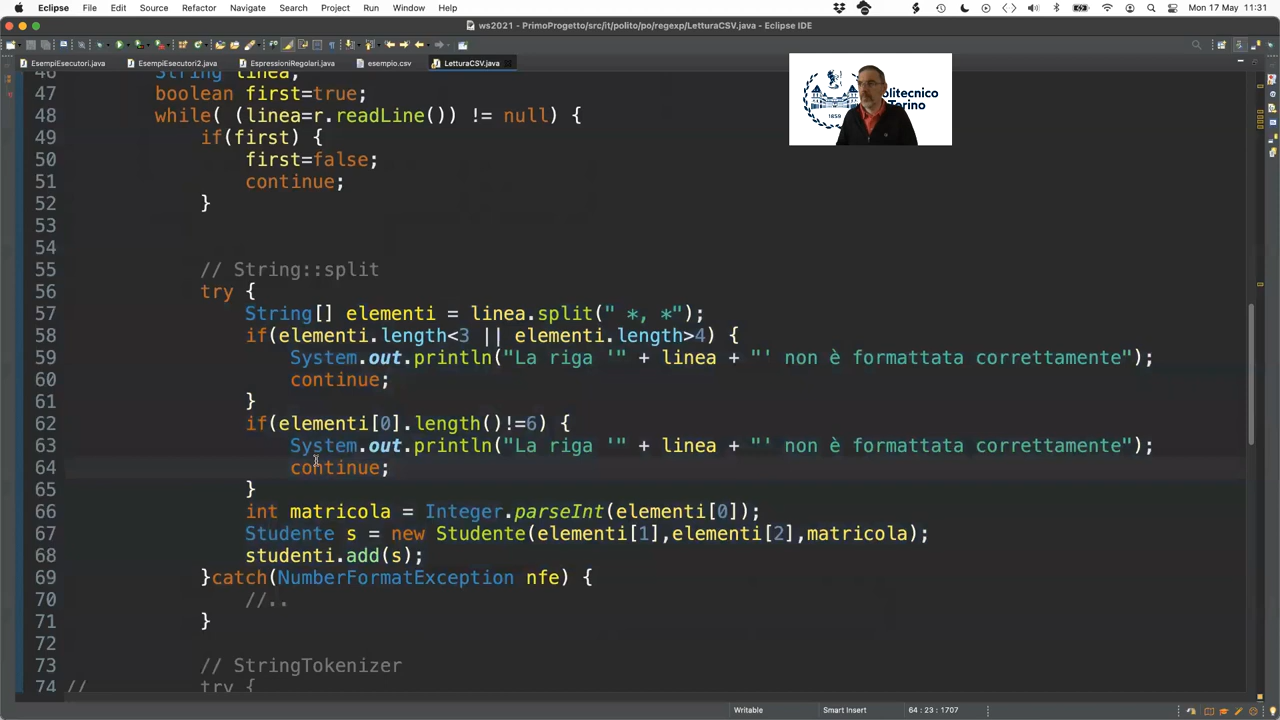 Eclipse File Edit Source Refactor Navigate Search Project Run Window Help Mon 17 May 11:31
ws2021 - PrimoProgetto/src/it/polito/po/regexp/LetturaCSV.java - Eclipse IDE
EsempiEsecutori.java EsempiEsecutori2.java EspressioniRegolari.java esempio.csv LetturaCSV.java
Politecnico
di Torino
1859
46 String linea;
47 boolean first=true;
48 while( (linea=r.readLine()) != null) {
49 if(first) {
50 first=false;
51 continue;
52 }
53
54
55 // String::split
56 try {
57 String[] elementi = linea.split(" *, *");
58 if(elementi.length<3 || elementi.length>4) {
59 System.out.println("La riga '" + linea + "' non è formattata correttamente");
60 continue;
61 }
62 if(elementi[0].length()!=6) {
63 System.out.println("La riga '" + linea + "' non è formattata correttamente");
64 continue;
65 }
66 int matricola = Integer.parseInt(elementi[0]);
67 Studente s = new Studente(elementi[1],elementi[2],matricola);
68 studenti.add(s);
69 }catch(NumberFormatException nfe) {
70 //..
71 }
72
73 // StringTokenizer
74 // try {
Writable Smart Insert 64 : 23 : 1707